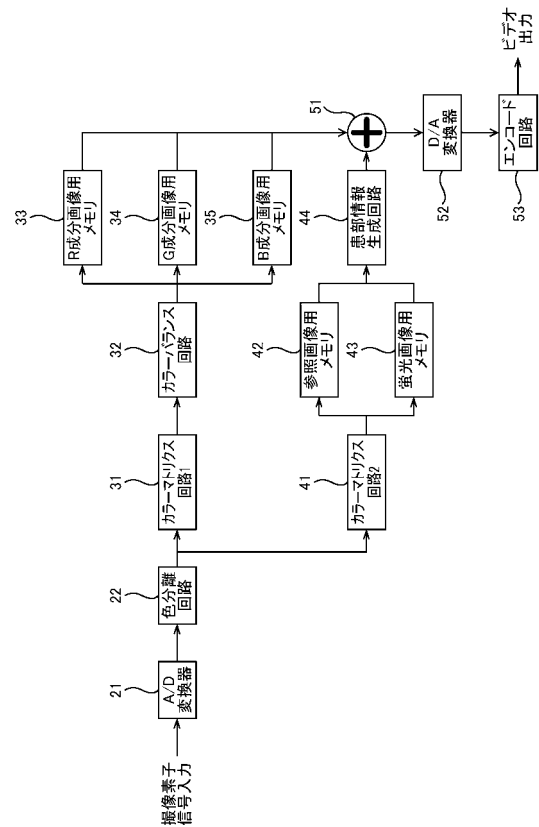 撮像素子
信号入力
21
A/D
変換器
22
色分離
回路
31
カラーマトリクス
回路1
32
カラーバランス
回路
33
R成分画像用
メモリ
34
G成分画像用
メモリ
35
B成分画像用
メモリ
41
カラーマトリクス
回路2
42
参照画像用
メモリ
43
蛍光画像用
メモリ
44
患部情報
生成回路
51
52
D/A
変換器
53
エンコード
回路
ビデオ
出力